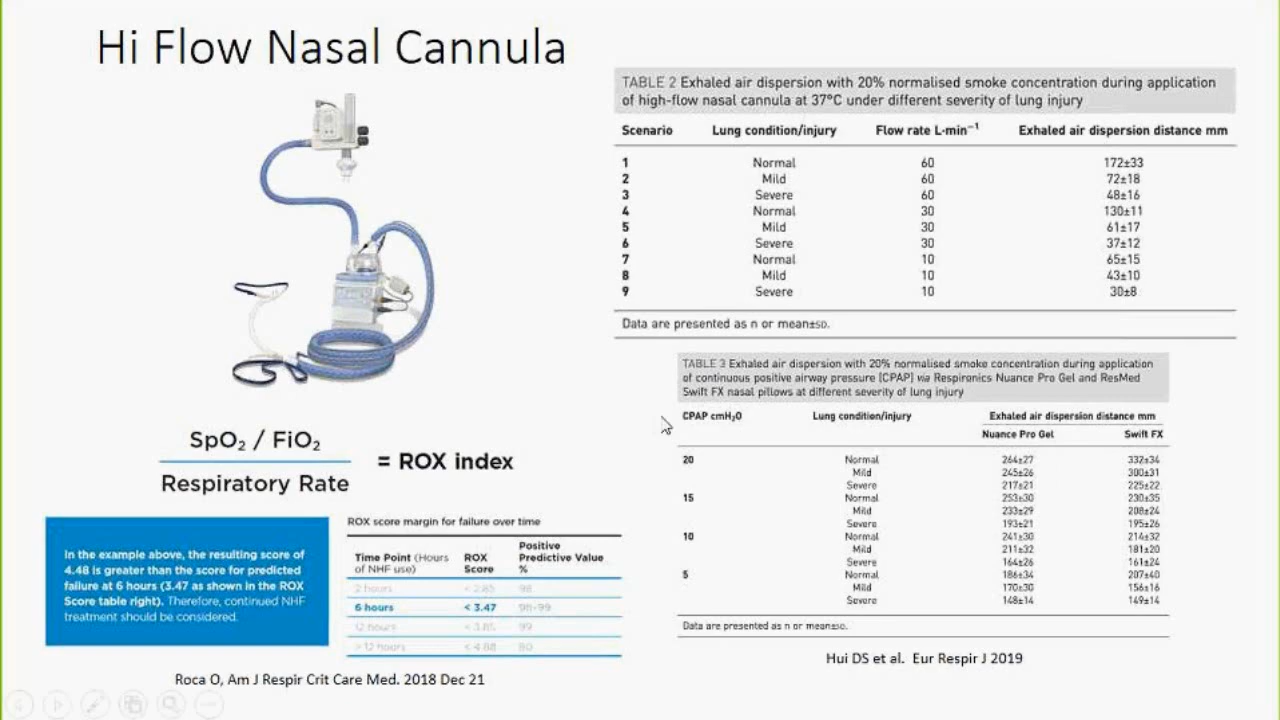 Hi Flow Nasal Cannula
SpO₂ / FiO₂
= ROX index
Respiratory Rate
In the example above, the resulting score of
4.48 is greater than the score for predicted
failure at 6 hours (3.47 as shown in the ROX
Score table right). Therefore, continued NHF
treatment should be considered.
ROX score margin for failure over time
Time Point (Hours of NHF use) ROX Score Positive Predictive Value %
2 hours < 2.85 98
6 hours < 3.47 98-99
12 hours < 3.85 99
> 12 hours < 4.88 80
Roca O, Am J Respir Crit Care Med. 2018 Dec 21
TABLE 2 Exhaled air dispersion with 20% normalised smoke concentration during application
of high-flow nasal cannula at 37°C under different severity of lung injury
Scenario Lung condition/injury Flow rate L·min⁻¹ Exhaled air dispersion distance mm
1 Normal 60 172±33
2 Mild 60 72±18
3 Severe 60 48±16
4 Normal 30 130±11
5 Mild 30 61±17
6 Severe 30 37±12
7 Normal 10 65±15
8 Mild 10 43±10
9 Severe 10 30±8
Data are presented as n or mean±SD.
TABLE 3 Exhaled air dispersion with 20% normalised smoke concentration during application
of continuous positive airway pressure (CPAP) via Respironics Nuance Pro Gel and ResMed
Swift FX nasal pillows at different severity of lung injury
CPAP cmH₂O Lung condition/injury Exhaled air dispersion distance mm
Nuance Pro Gel Swift FX
20 Normal 264±27 332±34
Mild 245±26 300±31
Severe 217±21 225±22
15 Normal 253±30 230±35
Mild 233±29 208±24
Severe 193±21 195±26
10 Normal 241±30 214±32
Mild 211±32 181±20
Severe 164±26 161±24
5 Normal 186±34 207±40
Mild 170±30 156±16
Severe 148±14 149±14
Data are presented as n or mean±SD.
Hui DS et al. Eur Respir J 2019